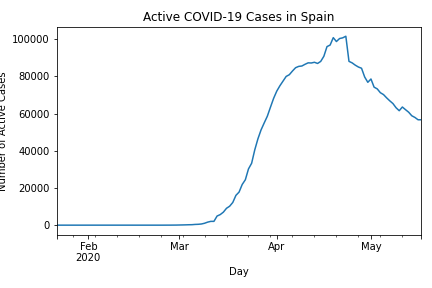 Active COVID-19 Cases in Spain
Number of Active Cases
100000
80000
60000
40000
20000
0
Feb
2020
Mar
Apr
May
Day